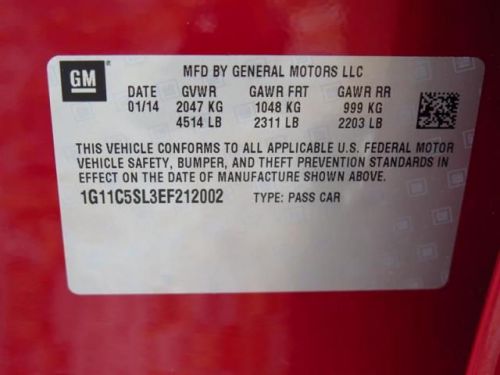 GM MFD BY GENERAL MOTORS LLC
DATE GVWR GAWR FRT GAWR RR
01/14 2047 KG 1048 KG 999 KG
4514 LB 2311 LB 2203 LB
THIS VEHICLE CONFORMS TO ALL APPLICABLE U.S. FEDERAL MOTOR
VEHICLE SAFETY, BUMPER, AND THEFT PREVENTION STANDARDS IN
EFFECT ON THE DATE OF MANUFACTURE SHOWN ABOVE.
1G11C5SL3EF212002 TYPE: PASS CAR